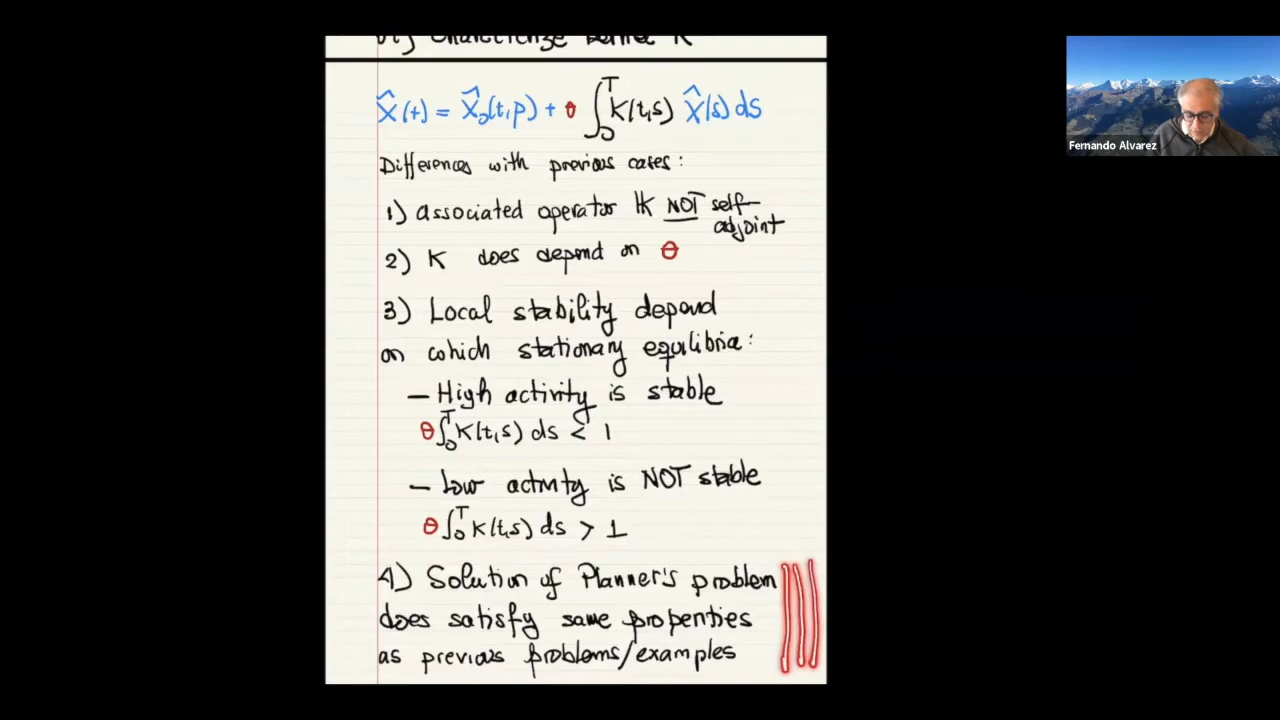 Characterize Kernel K
X̂(t) = X̂₀(t,p) + θ ∫₀ᵀ K(t,s) X̂(s) ds
Differences with previous cases:
1) associated operator 𝕂 NOT self-
adjoint
2) K does depend on θ
3) Local stability depend
on which stationary equilibria:
— High activity is stable
θ∫₀ᵀ K(t,s) ds < 1
— Low activity is NOT stable
θ∫₀ᵀ K(t,s) ds > 1
4) Solution of Planner's problem
does satisfy same properties
as previous problems/examples
Fernando Alvarez